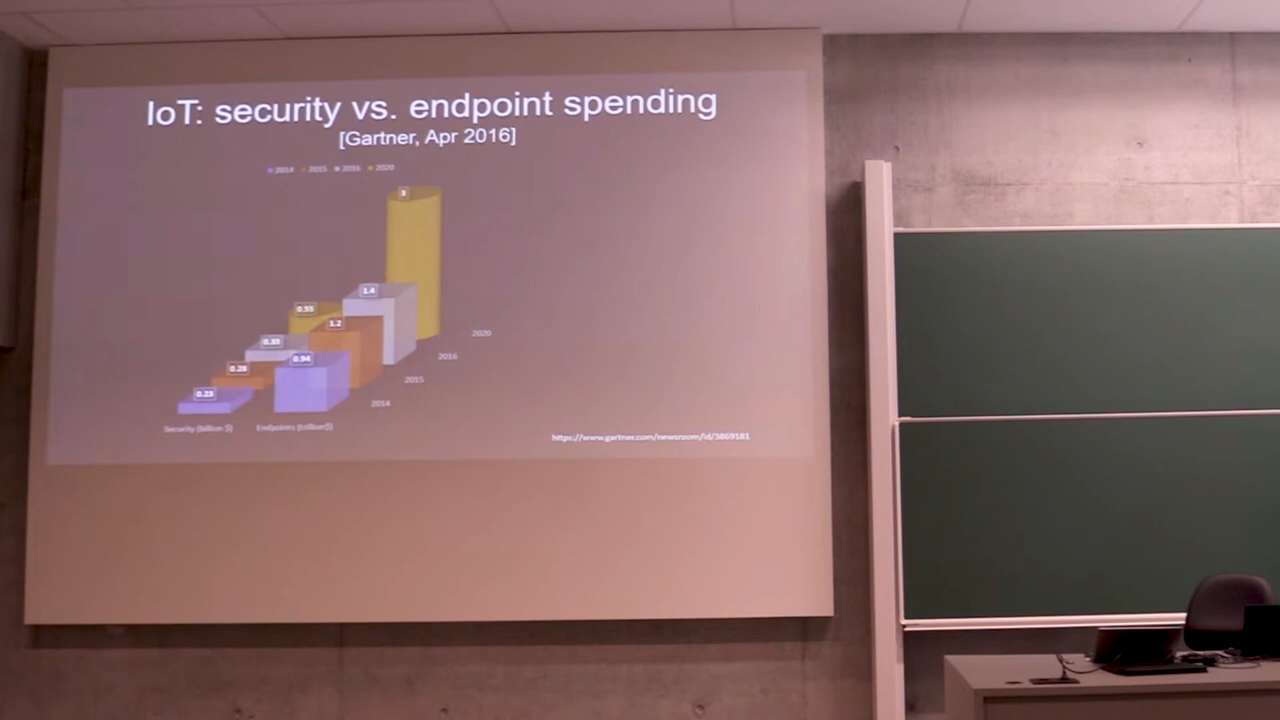 IoT: security vs. endpoint spending
[Gartner, Apr 2016]
2014 2015 2016 2020
3
1.4
0.55
1.2
0.35
0.94
0.28
0.23
2020
2016
2015
2014
Security (billion $) Endpoints (trillion$)
https://www.gartner.com/newsroom/id/3869181